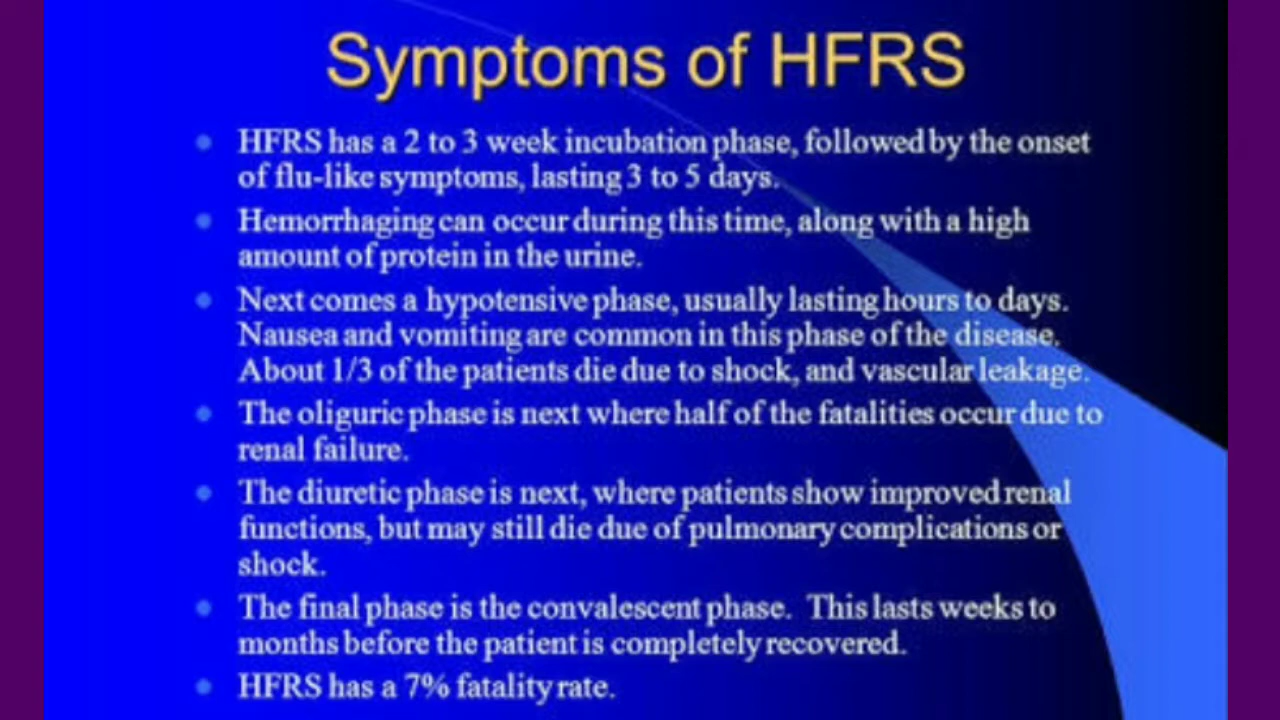 Symptoms of HFRS
HFRS has a 2 to 3 week incubation phase, followed by the onset
of flu-like symptoms, lasting 3 to 5 days.
Hemorrhaging can occur during this time, along with a high
amount of protein in the urine.
Next comes a hypotensive phase, usually lasting hours to days.
Nausea and vomiting are common in this phase of the disease.
About 1/3 of the patients die due to shock, and vascular leakage.
The oliguric phase is next where half of the fatalities occur due to
renal failure.
The diuretic phase is next, where patients show improved renal
functions, but may still die due of pulmonary complications or
shock.
The final phase is the convalescent phase.  This lasts weeks to
months before the patient is completely recovered.
HFRS has a 7% fatality rate.